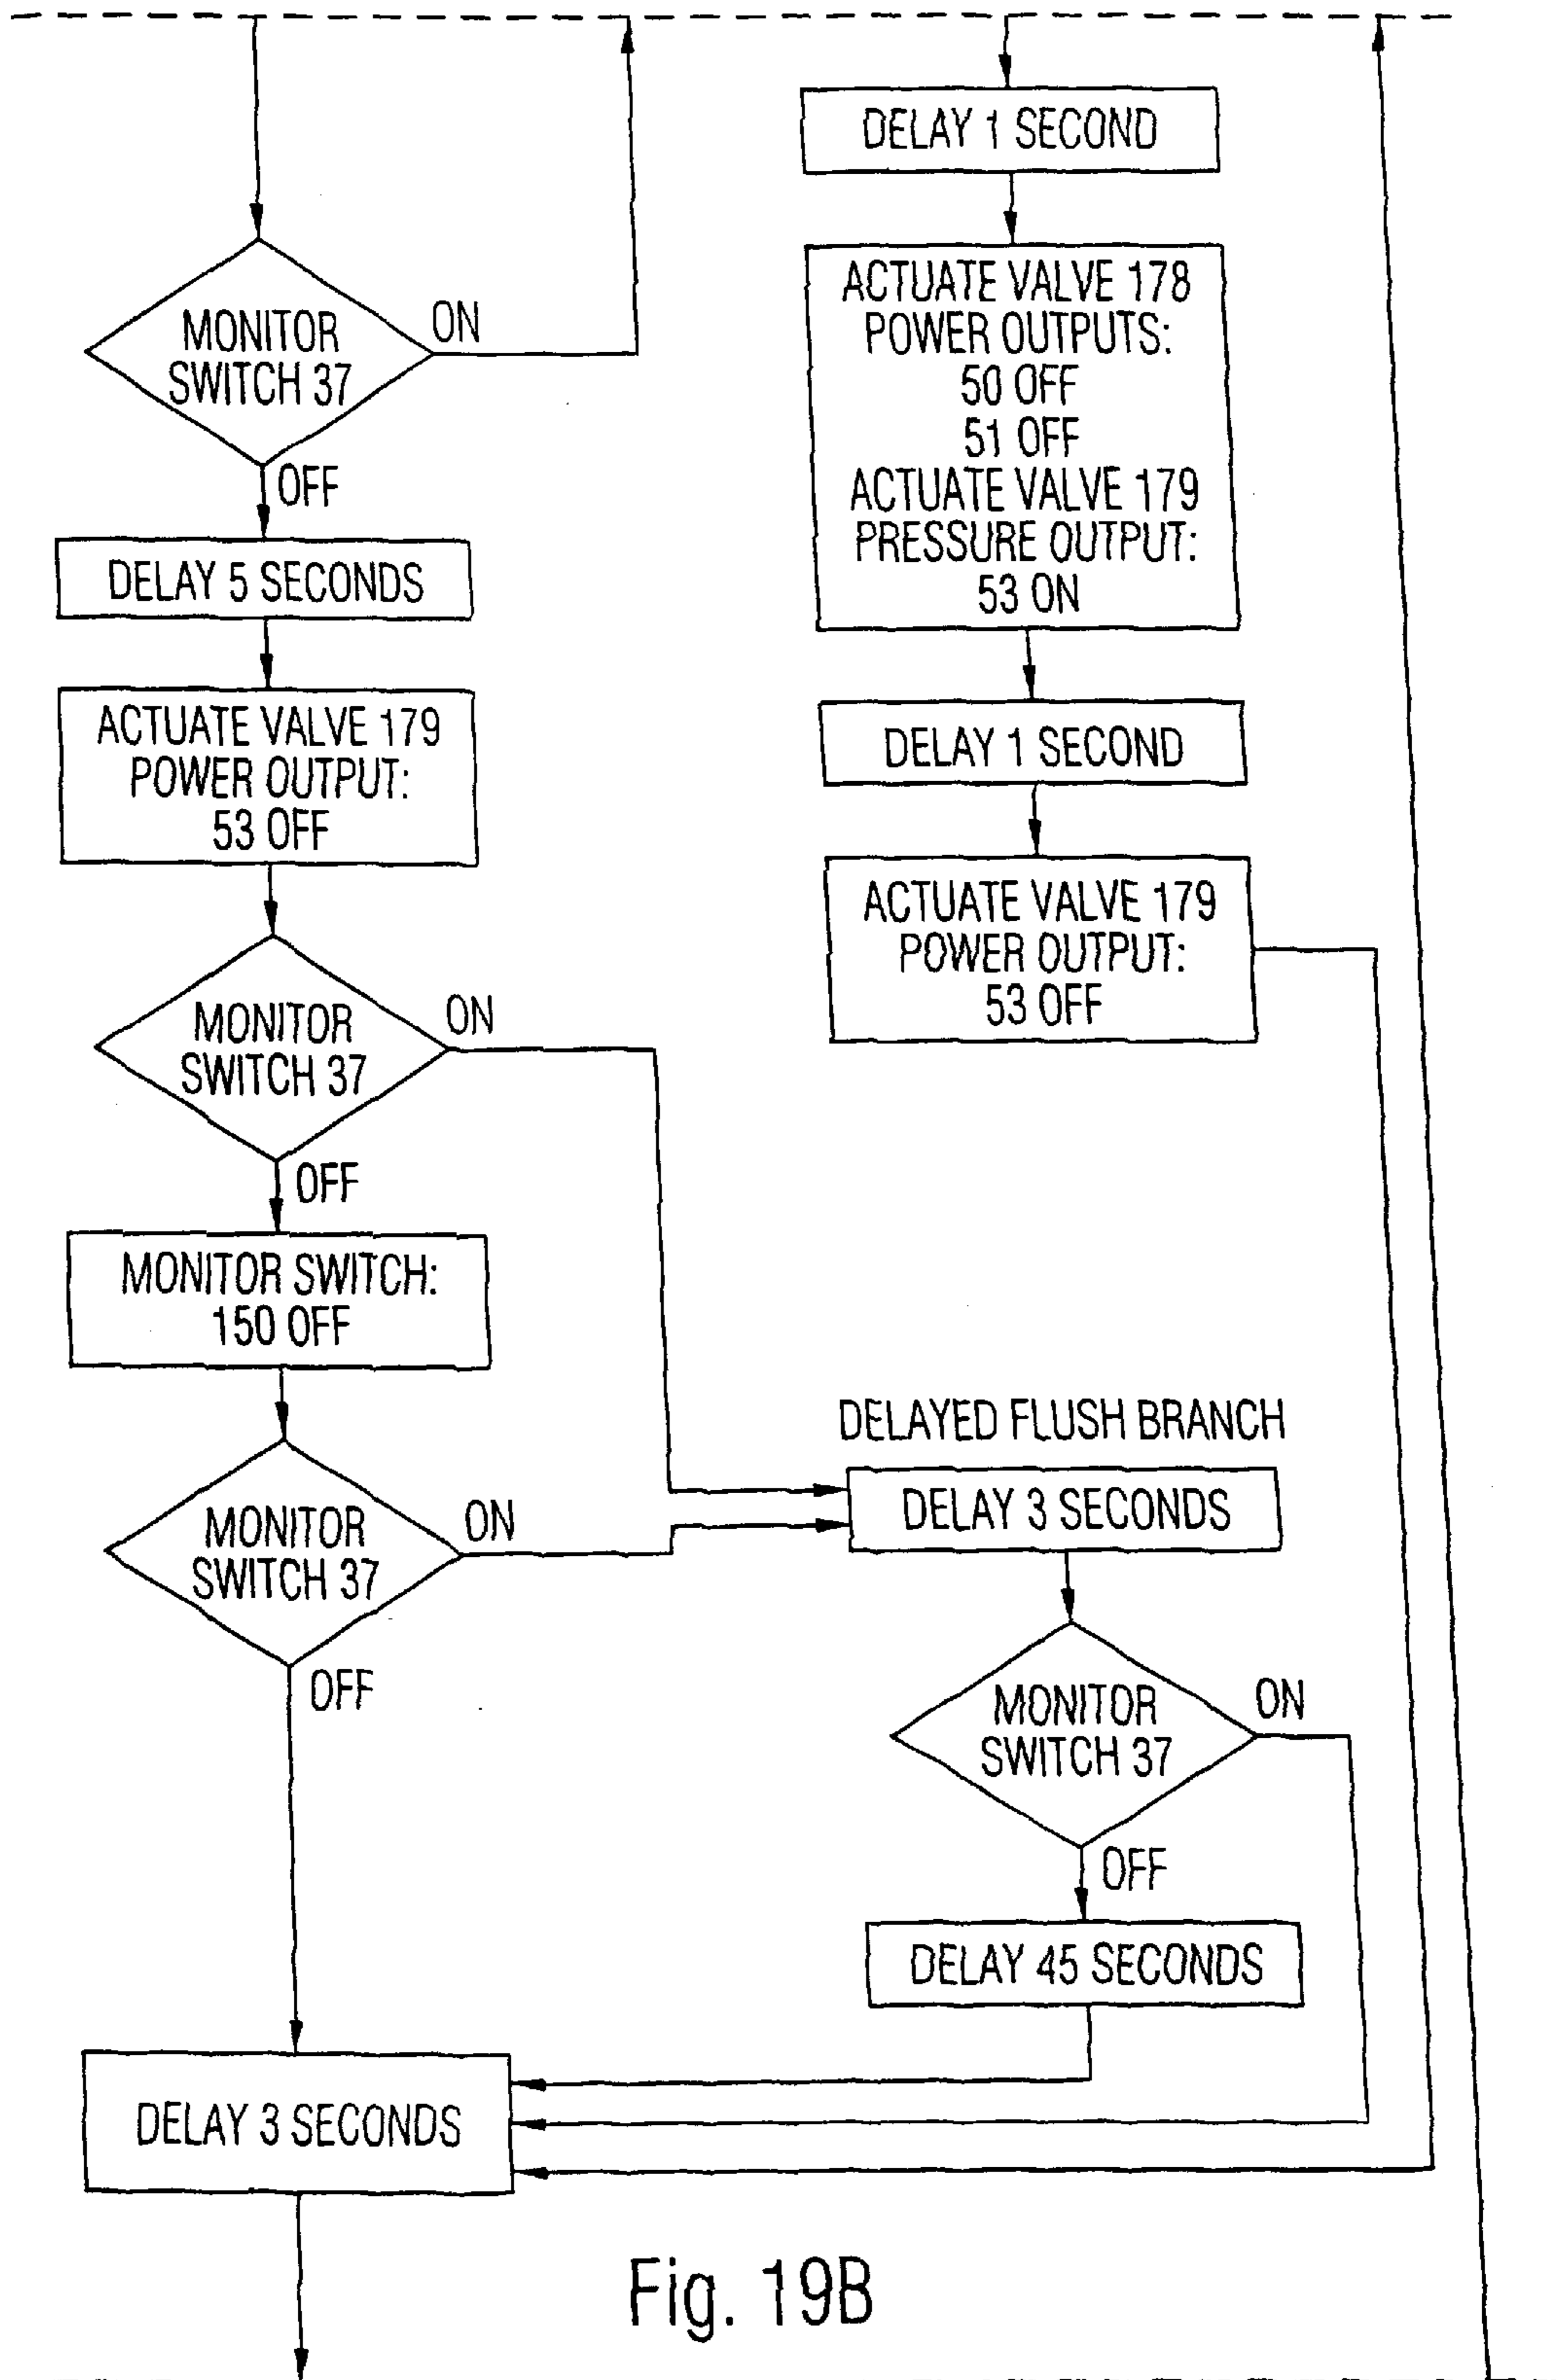 MONITOR
SWITCH 37
ON
OFF
DELAY 5 SECONDS
ACTUATE VALVE 179
POWER OUTPUT:
53 OFF
MONITOR
SWITCH 37
ON
OFF
MONITOR SWITCH:
150 OFF
MONITOR
SWITCH 37
ON
OFF
DELAY 3 SECONDS
DELAY 1 SECOND
ACTUATE VALVE 178
POWER OUTPUTS:
50 OFF
51 OFF
ACTUATE VALVE 179
PRESSURE OUTPUT:
53 ON
DELAY 1 SECOND
ACTUATE VALVE 179
POWER OUTPUT:
53 OFF
DELAYED FLUSH BRANCH
DELAY 3 SECONDS
MONITOR
SWITCH 37
ON
OFF
DELAY 45 SECONDS
Fig. 19B